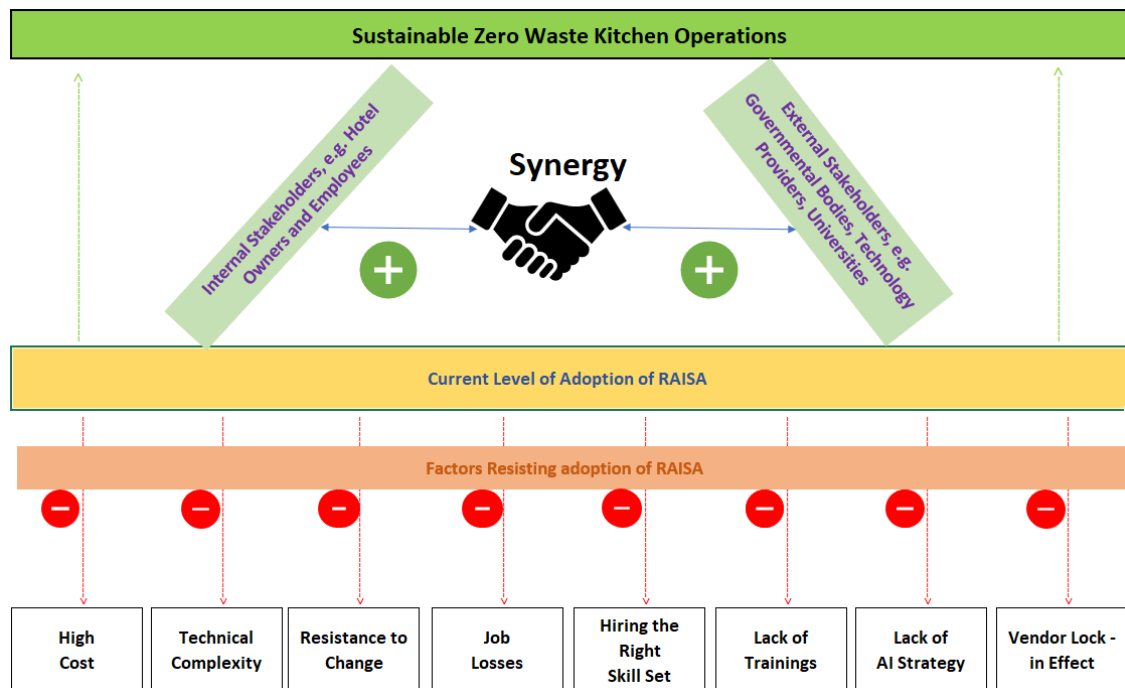 Sustainable Zero Waste Kitchen Operations
Internal Stakeholders, e.g. Hotel
Owners and Employees
Synergy
External Stakeholders, e.g.
Governmental Bodies, Technology
Providers, Universities
Current Level of Adoption of RAISA
Factors Resisting adoption of RAISA
High
Cost
Technical
Complexity
Resistance to
Change
Job
Losses
Hiring the
Right
Skill Set
Lack of
Trainings
Lack of
AI Strategy
Vendor Lock -
in Effect